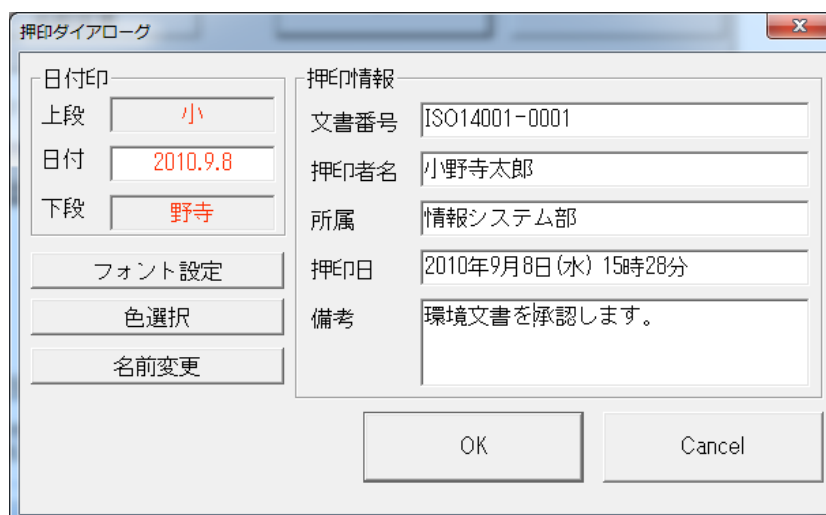 押印ダイアローグ
日付印
上段 小
日付 2010.9.8
下段 野寺
フォント設定
色選択
名前変更
押印情報
文書番号 ISO14001-0001
押印者名 小野寺太郎
所属 情報システム部
押印日 2010年9月8日(水) 15時28分
備考 環境文書を承認します。
OK
Cancel